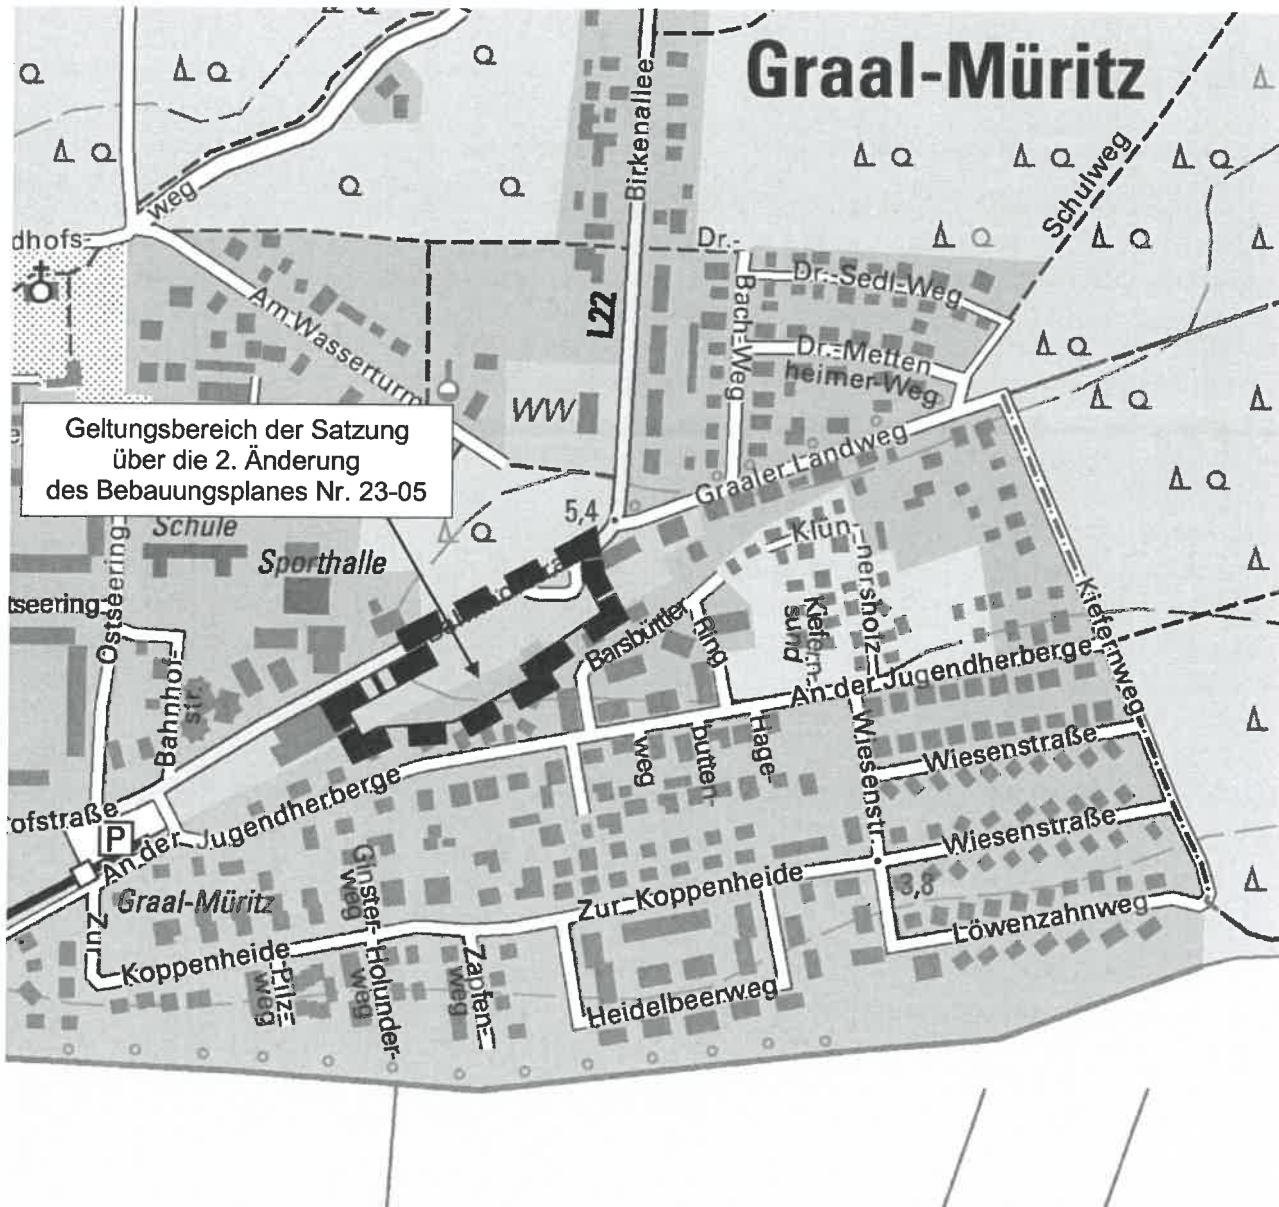 Graal-Müritz
Birkenallee
Schulweg
weg
dhofs-
Dr.-
Bach-Weg
Dr.-Sedl-Weg
Am Wasserturm
L22
Dr.-Metten
heimer-Weg
WW
Geltungsbereich der Satzung
über die 2. Änderung
des Bebauungsplanes Nr. 23-05
Graaler Landweg
5,4
Schule
Sporthalle
Klün-
nersholz
Kiefern-
sund
tseering
Ostseering
Barsbüttler
Ring
Kiefernweg
Bahnhof-
str.
An der Jugendherberge
Hage-
butten-
weg
Wiesenstr.
Wiesenstraße
ofstraße
P
An der Jugendherberge
Wiesenstraße
Ginster-
weg
Graal-Müritz
Zur Koppenheide
3,8
Löwenzahnweg
Zur
Koppenheide
Pilz-
weg
Holunder-
weg
Zapfen-
weg
Heidelbeerweg